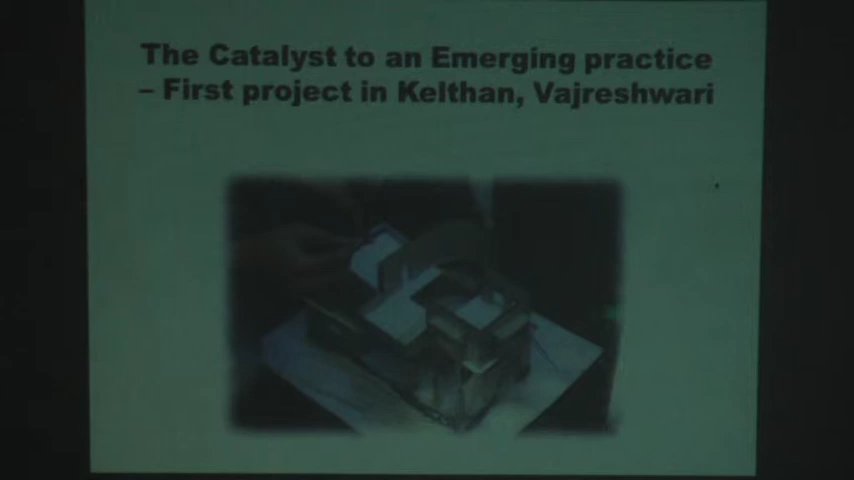 The Catalyst to an Emerging practice
– First project in Kelthan, Vajreshwari